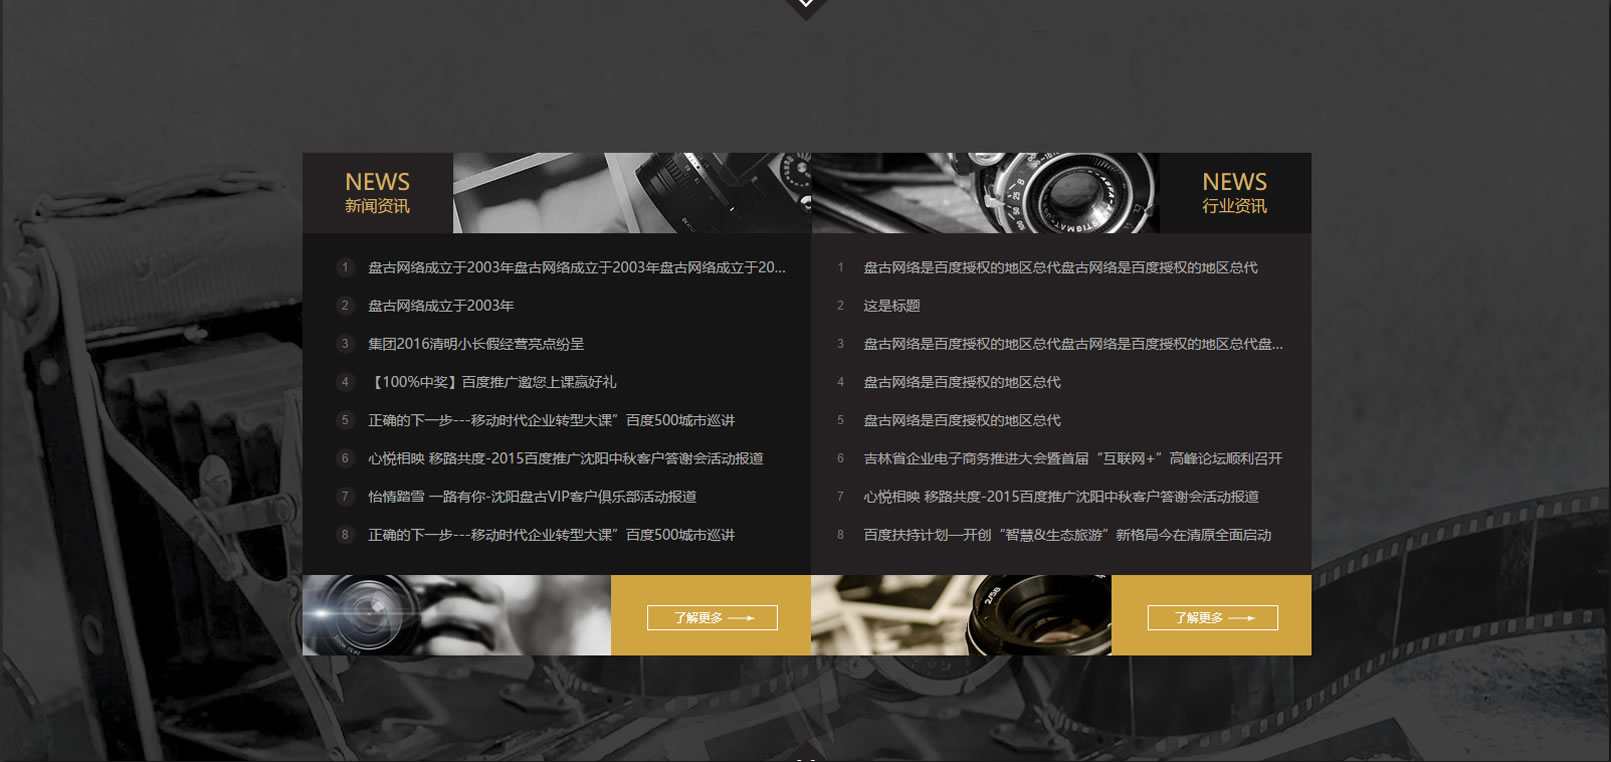 NEWS
新闻资讯
1 盘古网络成立于2003年盘古网络成立于2003年盘古网络成立于20...
2 盘古网络成立于2003年
3 集团2016清明小长假经营亮点纷呈
4 【100%中奖】百度推广邀您上课赢好礼
5 正确的下一步---移动时代企业转型大课”百度500城市巡讲
6 心悦相映 移路共度-2015百度推广沈阳中秋客户答谢会活动报道
7 怡情踏雪 一路有你-沈阳盘古VIP客户俱乐部活动报道
8 正确的下一步---移动时代企业转型大课”百度500城市巡讲
了解更多
NEWS
行业资讯
1 盘古网络是百度授权的地区总代盘古网络是百度授权的地区总代
2 这是标题
3 盘古网络是百度授权的地区总代盘古网络是百度授权的地区总代盘...
4 盘古网络是百度授权的地区总代
5 盘古网络是百度授权的地区总代
6 吉林省企业电子商务推进大会暨首届“互联网+”高峰论坛顺利召开
7 心悦相映 移路共度-2015百度推广沈阳中秋客户答谢会活动报道
8 百度扶持计划—开创“智慧&生态旅游”新格局今在清原全面启动
2/58
了解更多